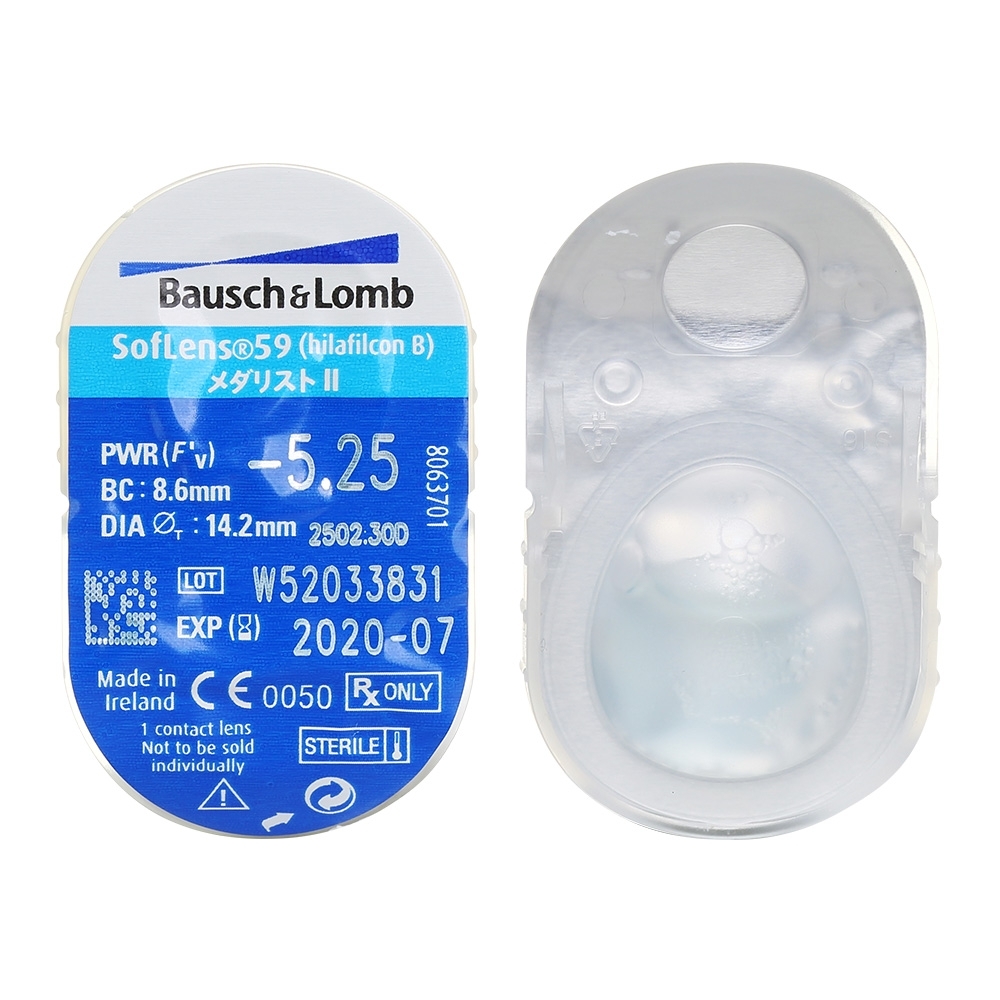 Bausch & Lomb
SofLens®59 (hilafilcon B)
メダリスト II
PWR (F'v) -5.25
BC: 8.6mm
DIA ØT : 14.2mm 2502.30D
8063701
LOT W52033831
EXP 2020-07
Made in
Ireland
CE 0050 Rx ONLY
1 contact lens
Not to be sold
individually
STERILE
!